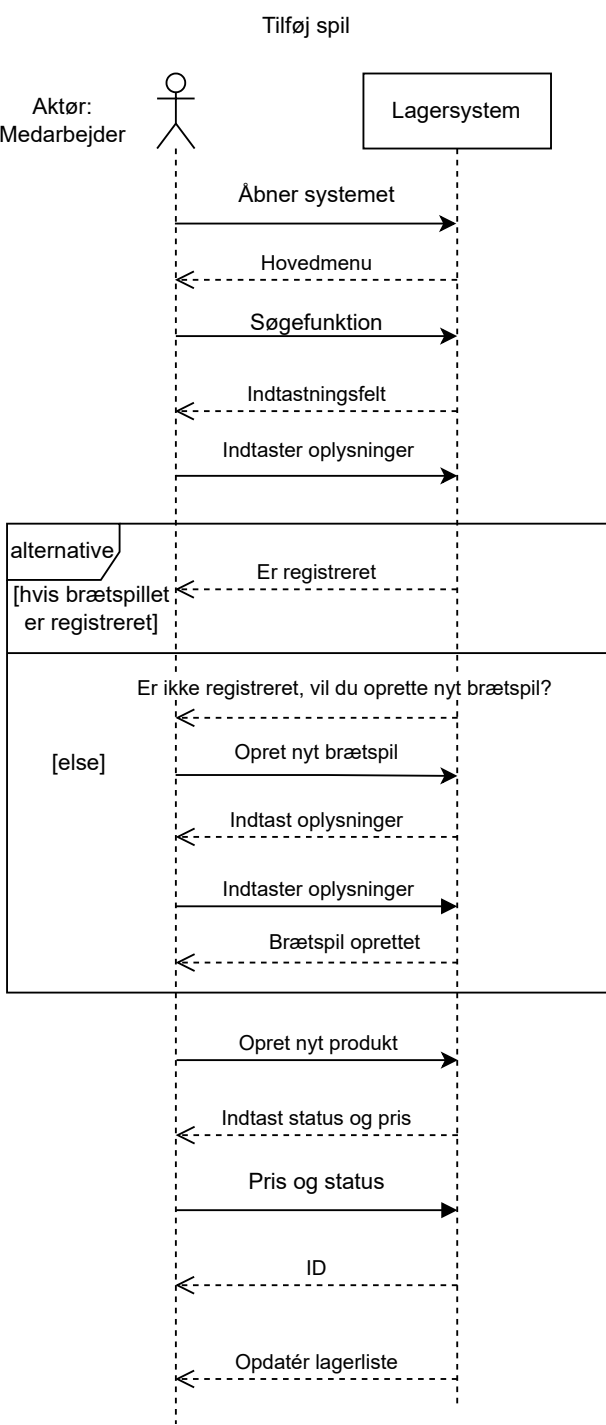 Tilføj spil
Aktør:
Medarbejder
Lagersystem
Åbner systemet
Hovedmenu
Søgefunktion
Indtastningsfelt
Indtaster oplysninger
alternative
Er registreret
[hvis brætspillet
er registreret]
Er ikke registreret, vil du oprette nyt brætspil?
Opret nyt brætspil
[else]
Indtast oplysninger
Indtaster oplysninger
Brætspil oprettet
Opret nyt produkt
Indtast status og pris
Pris og status
ID
Opdatér lagerliste